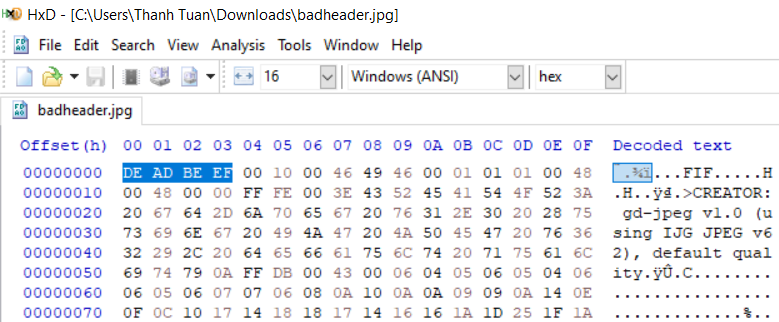 HxD - [C:\Users\Thanh Tuan\Downloads\badheader.jpg]
File Edit Search View Analysis Tools Window Help
16 Windows (ANSI) hex
badheader.jpg
Offset(h) 00 01 02 03 04 05 06 07 08 09 0A 0B 0C 0D 0E 0F Decoded text
00000000 DE AD BE EF 00 10 00 46 49 46 00 01 01 01 00 48 Þ.¾ï...FIF.....H
00000010 00 48 00 00 FF FE 00 3E 43 52 45 41 54 4F 52 3A .H..ÿþ.>CREATOR:
00000020 20 67 64 2D 6A 70 65 67 20 76 31 2E 30 20 28 75 gd-jpeg v1.0 (u
00000030 73 69 6E 67 20 49 4A 47 20 4A 50 45 47 20 76 36 sing IJG JPEG v6
00000040 32 29 2C 20 64 65 66 61 75 6C 74 20 71 75 61 6C 2), default qual
00000050 69 74 79 0A FF DB 00 43 00 06 04 05 06 05 04 06 ity.ÿÛ.C........
00000060 06 05 06 07 07 06 08 0A 10 0A 0A 09 09 0A 14 0E ................
00000070 0F 0C 10 17 14 18 18 17 14 16 16 1A 1D 25 1F 1A .............%..